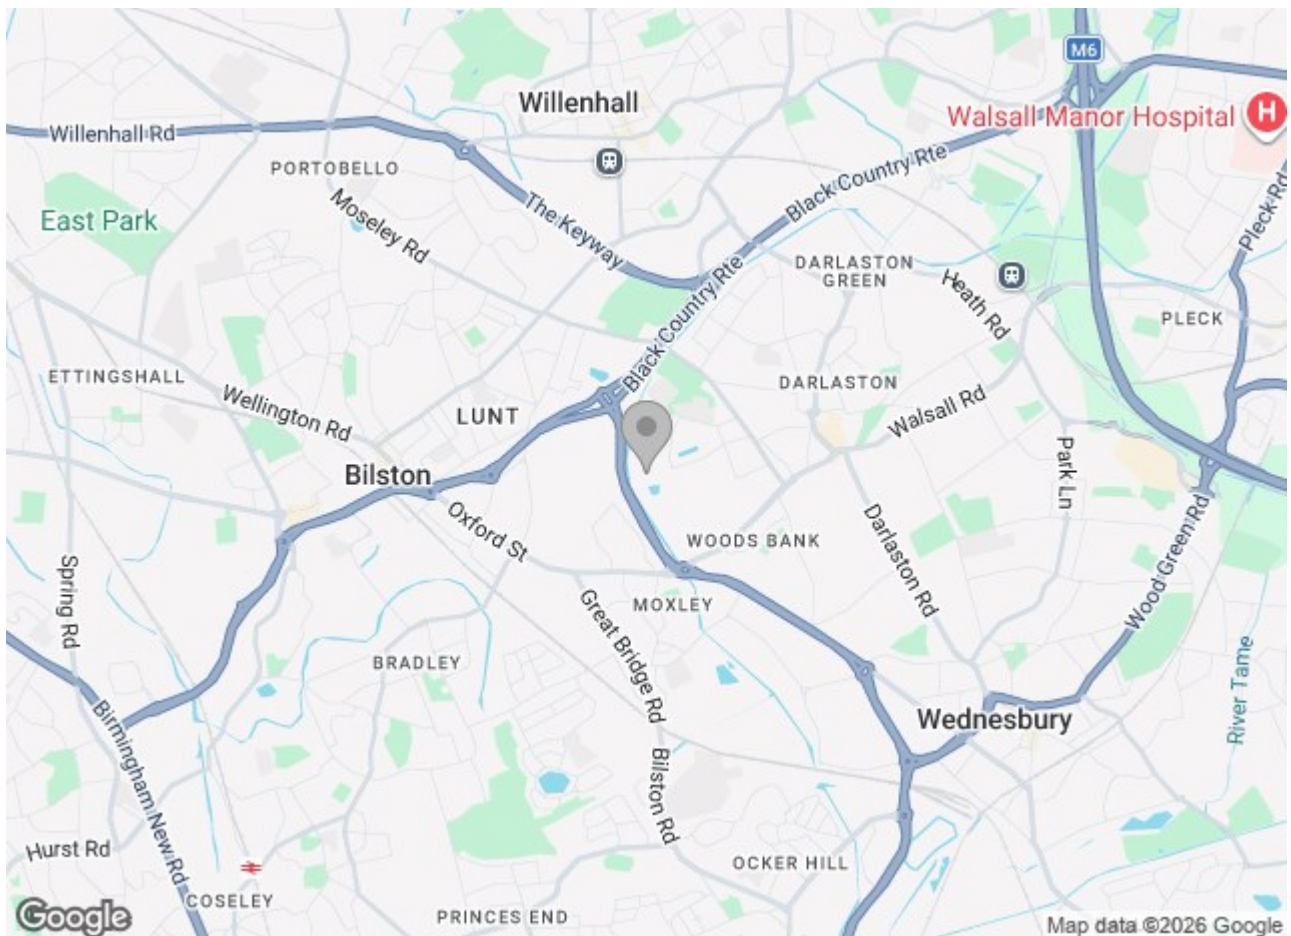 M6
Willenhall
Walsall Manor Hospital
H
Willenhall Rd
PORTOBELLO
Black Country Rte
Pleck Rd
East Park
Moseley Rd
The Keyway
DARLASTON
GREEN
Heath Rd
PLECK
Black Country Rte
ETTINGSHALL
Wellington Rd
LUNT
DARLASTON
Walsall Rd
Park Ln
Bilston
Oxford St
WOODS BANK
Darlaston Rd
Wood Green Rd
Spring Rd
MOXLEY
Great Bridge Rd
BRADLEY
River Tame
Birmingham New Rd
Wednesbury
Bilston Rd
Hurst Rd
OCKER HILL
COSELEY
PRINCES END
Google
Map data ©2026 Google